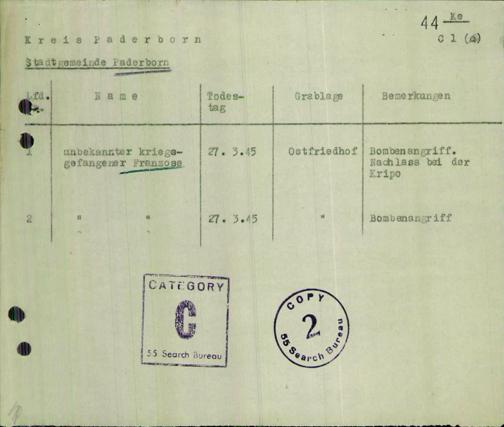 44 Ke
C 1 (a)
Kreis Paderborn
Stadtgemeinde Paderborn
Lfd. Name Todes- Grablage Bemerkungen
Nr. tag
1 unbekannter kriegs- 27. 3.45 Ostfriedhof Bombenangriff.
gefangener Franzose Nachlass bei der
Kripo
2 " " 27. 3.45 " Bombenangriff
CATEGORY
C
55 Search Bureau
COPY
2
55 Search Bureau